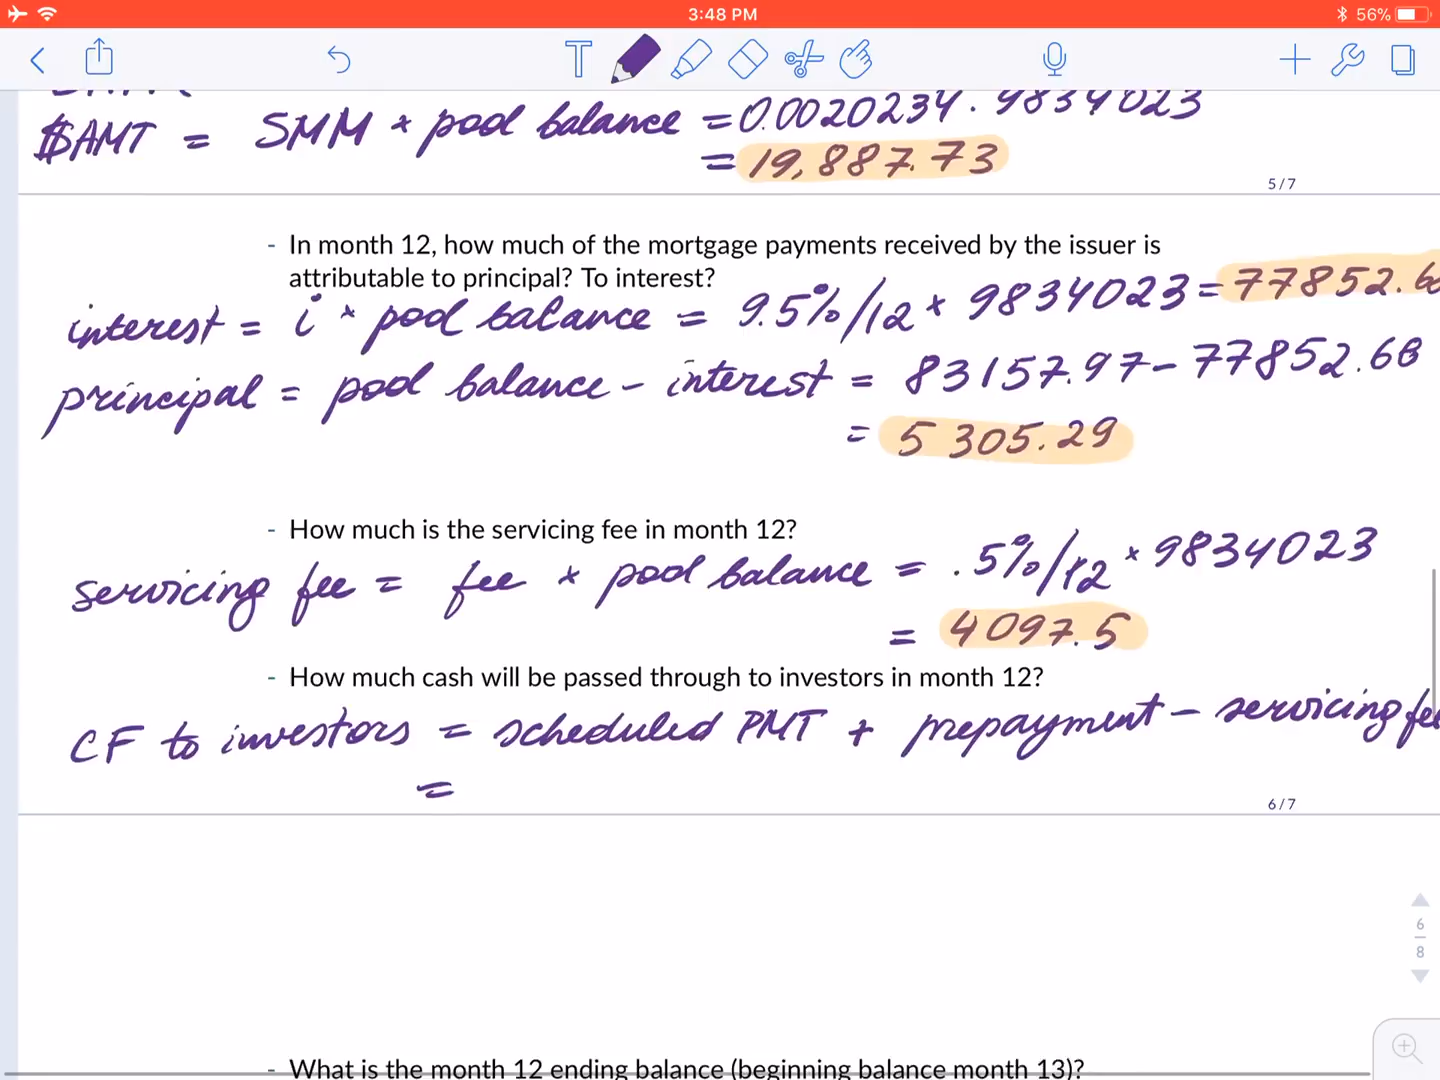 3:48 PM
56%
T
$AMT = SMM * pool balance = 0.0020234 · 9834023
= 19,887.73
5 / 7
- In month 12, how much of the mortgage payments received by the issuer is
attributable to principal? To interest?
interest = i * pool balance = 9.5%/12 * 9834023 = 77852.6
principal = pool balance - interest = 83157.97 - 77852.68
= 5 305.29
- How much is the servicing fee in month 12?
servicing fee = fee * pool balance = .5%/12 * 9834023
= 4097.5
- How much cash will be passed through to investors in month 12?
CF to investors = scheduled PMT + prepayment - servicing fee
=
6 / 7
6
8
- What is the month 12 ending balance (beginning balance month 13)?